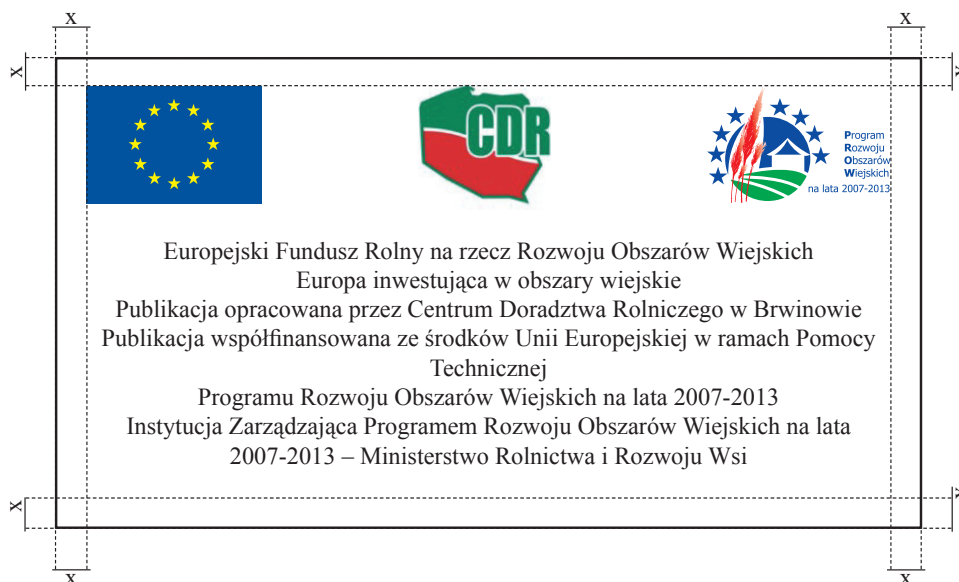 x x
x x
CDR
Program
Rozwoju
Obszarów
Wiejskich
na lata 2007-2013
Europejski Fundusz Rolny na rzecz Rozwoju Obszarów Wiejskich
Europa inwestująca w obszary wiejskie
Publikacja opracowana przez Centrum Doradztwa Rolniczego w Brwinowie
Publikacja współfinansowana ze środków Unii Europejskiej w ramach Pomocy
Technicznej
Programu Rozwoju Obszarów Wiejskich na lata 2007-2013
Instytucja Zarządzająca Programem Rozwoju Obszarów Wiejskich na lata
2007-2013 – Ministerstwo Rolnictwa i Rozwoju Wsi
x x
x x